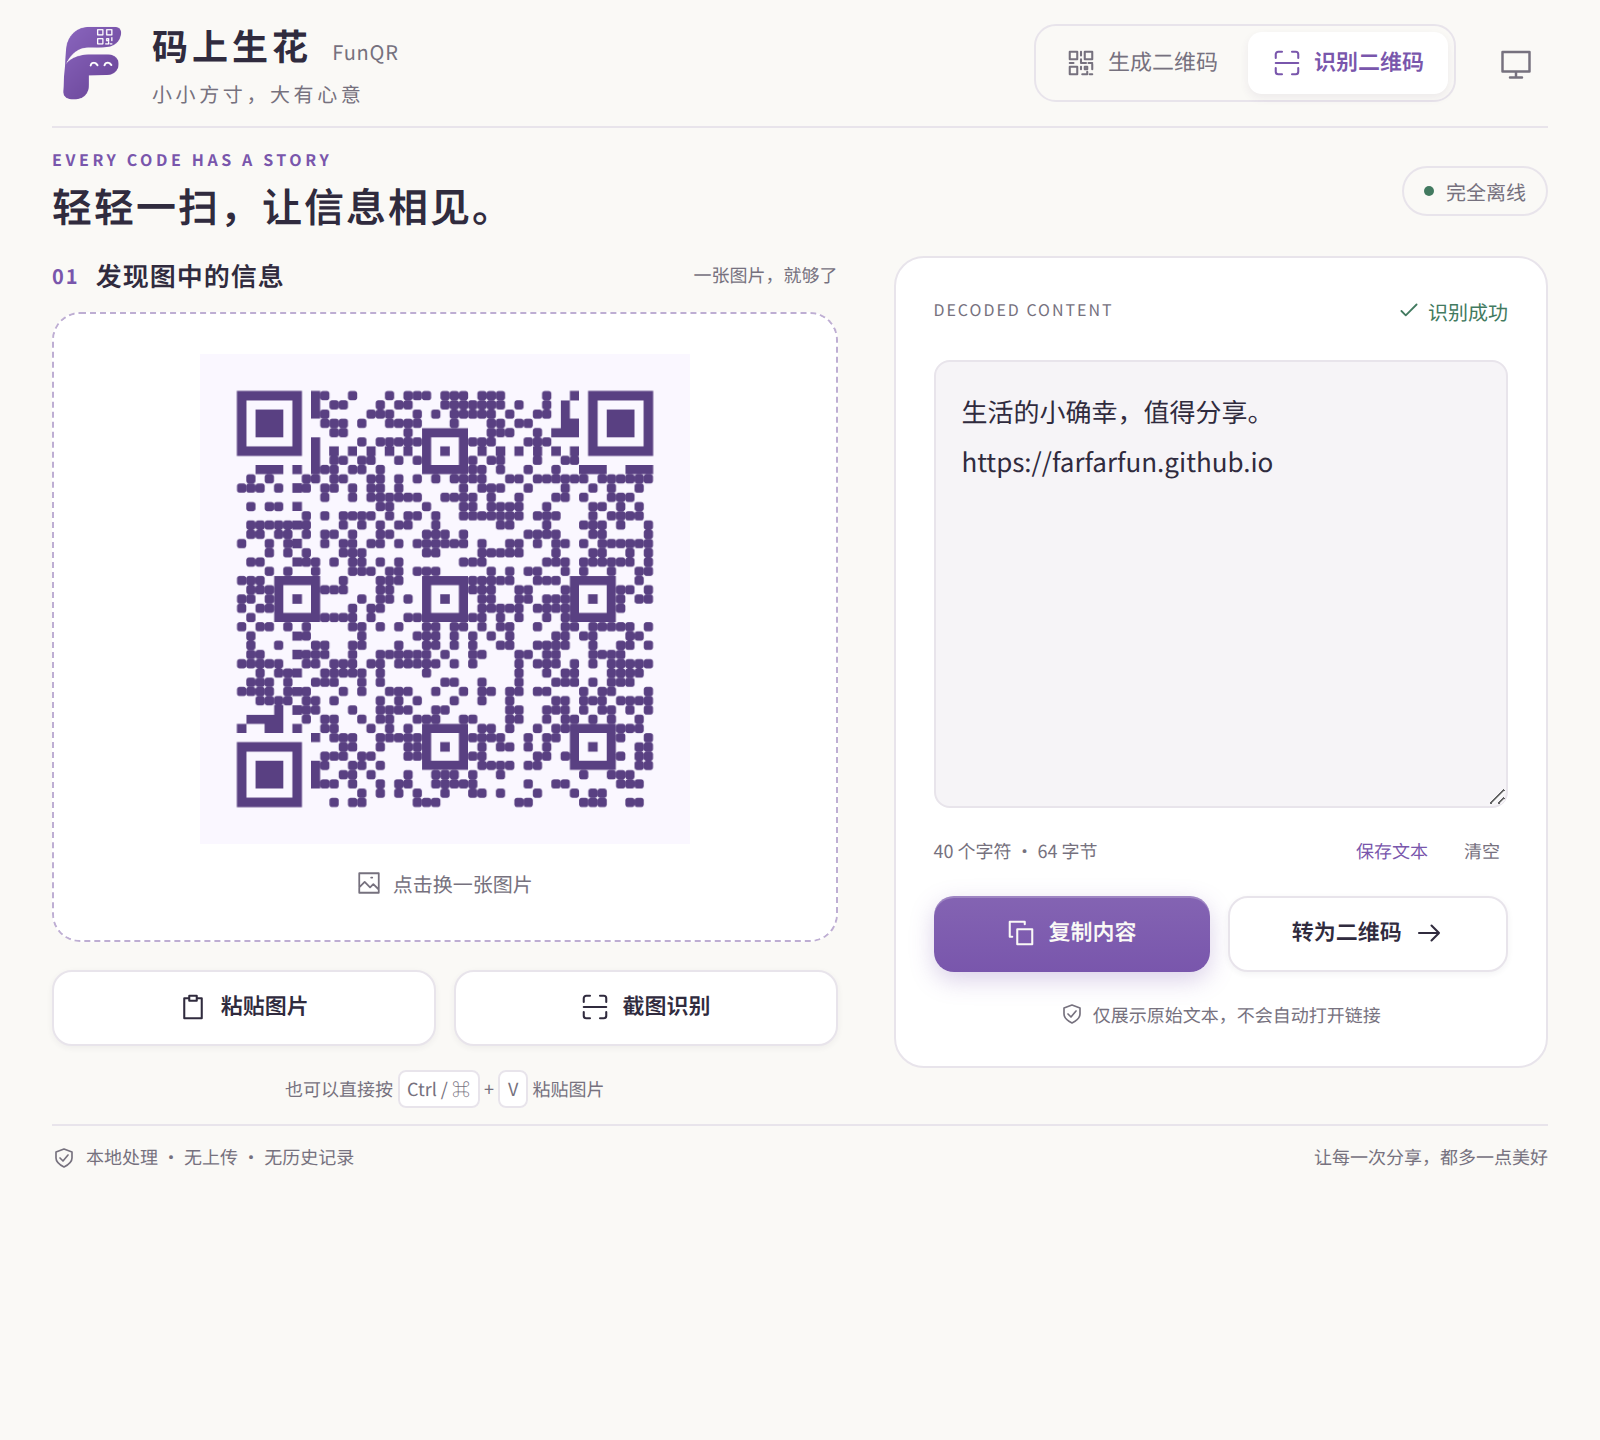 码上生花 FunQR
小小方寸，大有心意
生成二维码
识别二维码
EVERY CODE HAS A STORY
轻轻一扫，让信息相见。
完全离线
01 发现图中的信息
一张图片，就够了
点击换一张图片
粘贴图片
截图识别
也可以直接按 Ctrl / ⌘ + V 粘贴图片
DECODED CONTENT
识别成功
生活的小确幸，值得分享。
https://farfarfun.github.io
40 个字符 · 64 字节
保存文本
清空
复制内容
转为二维码
仅展示原始文本，不会自动打开链接
本地处理 · 无上传 · 无历史记录
让每一次分享，都多一点美好